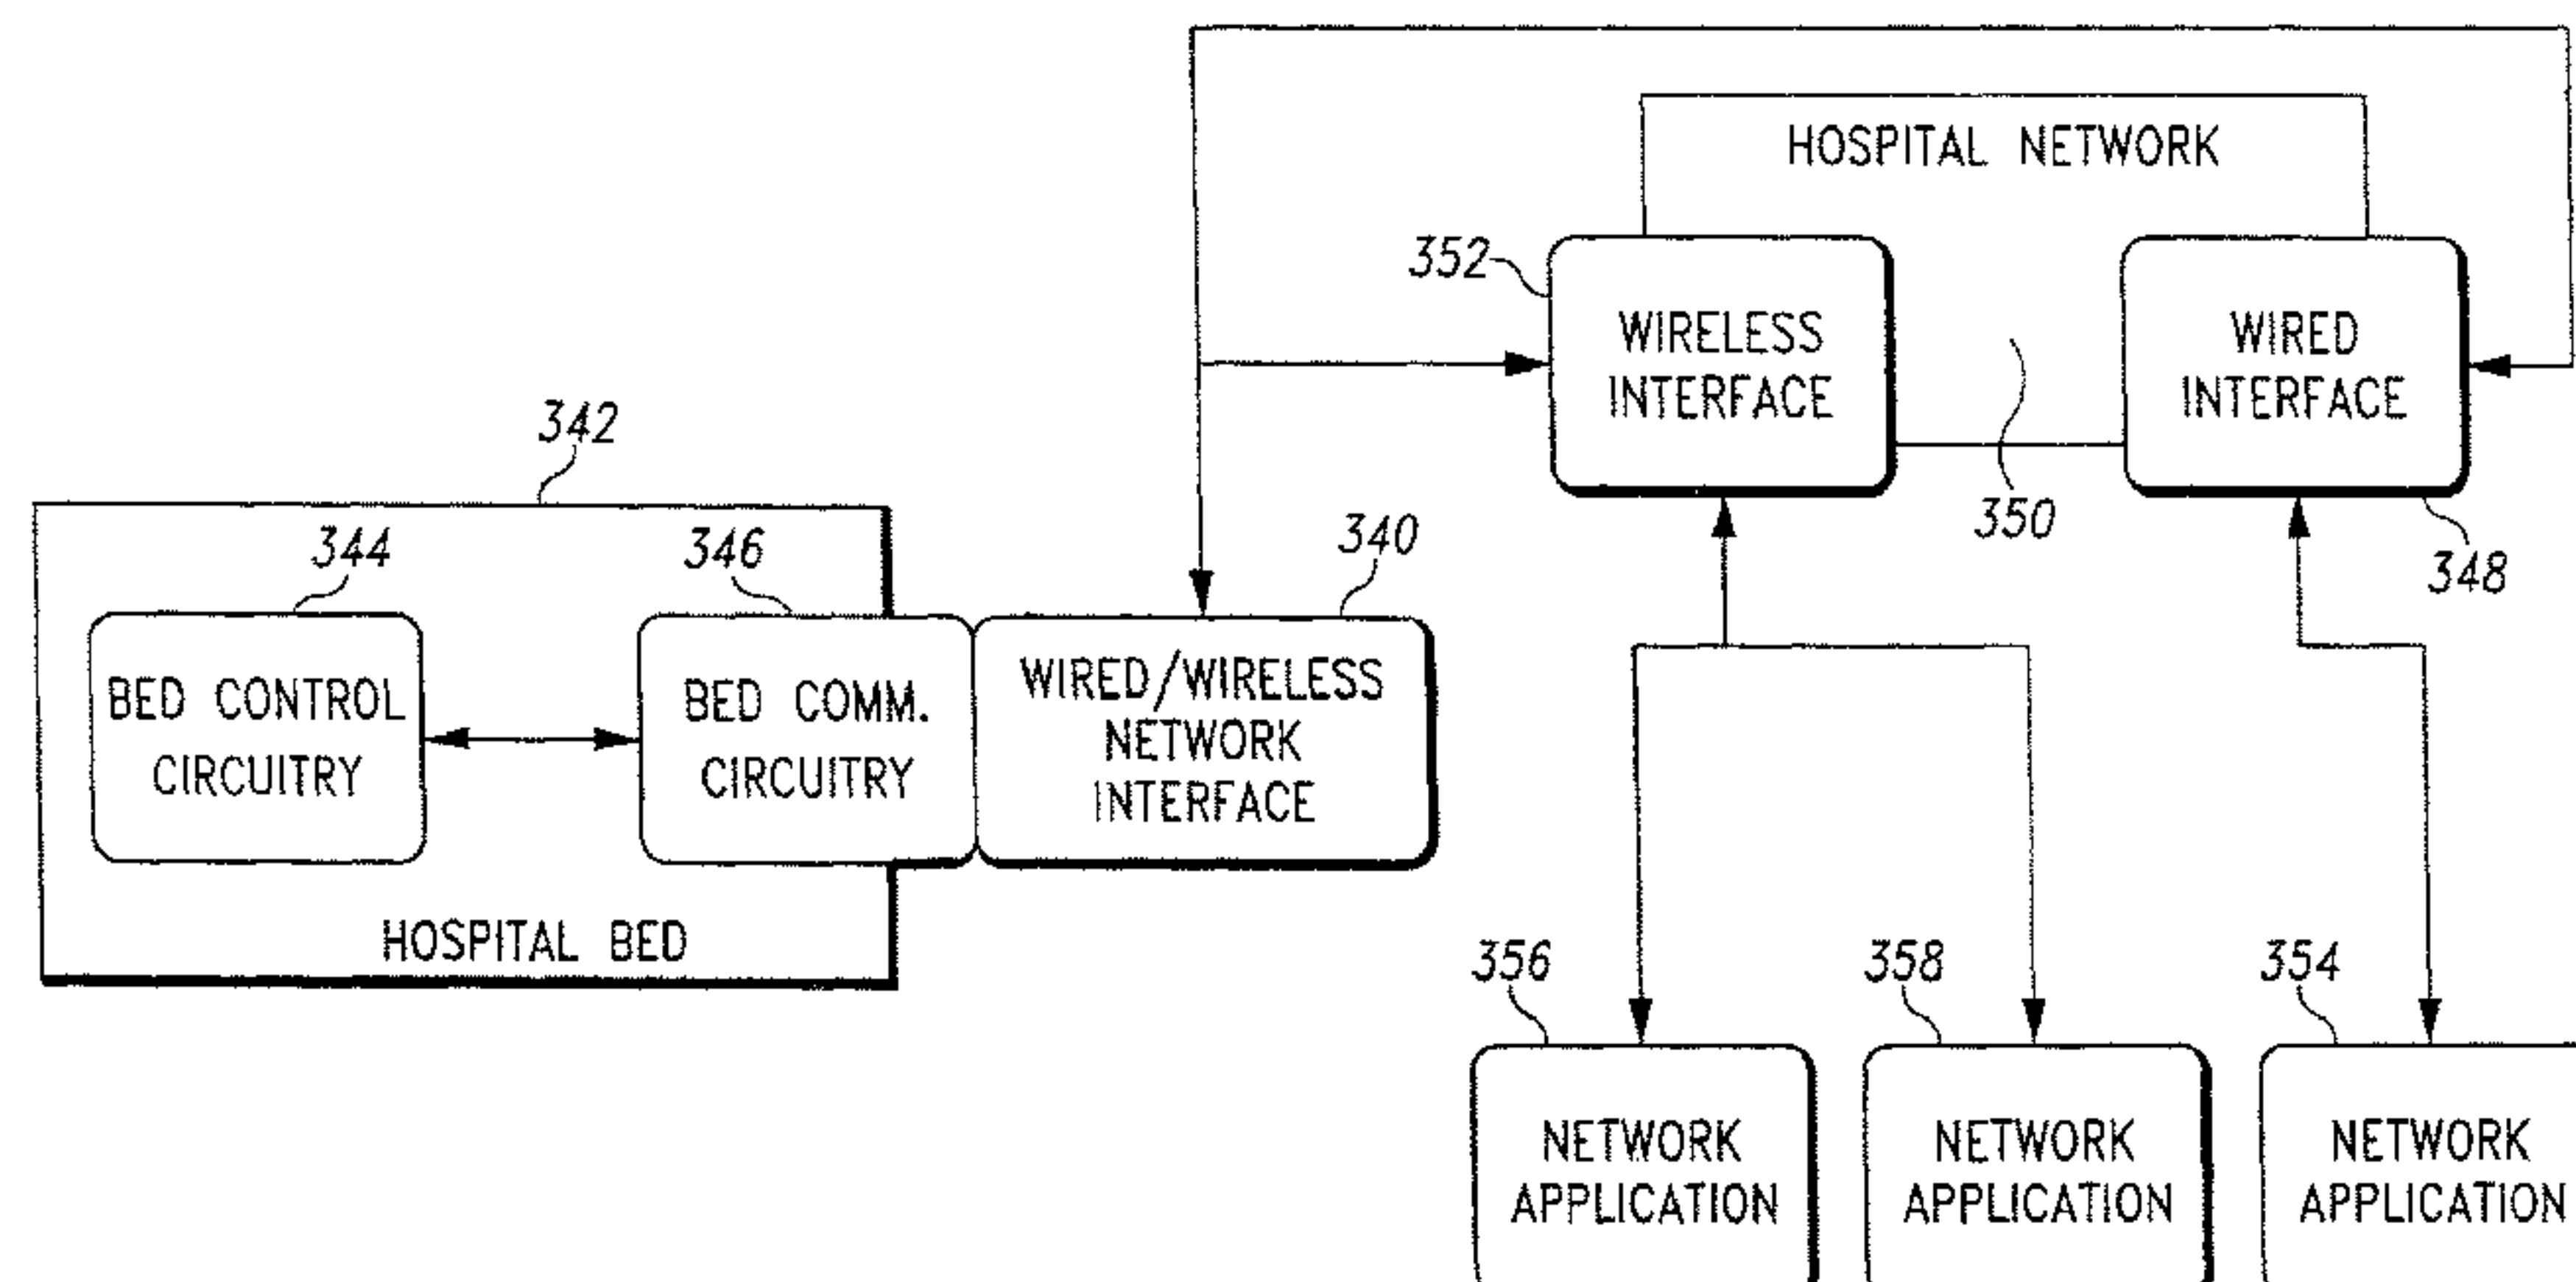 HOSPITAL NETWORK
352
WIRELESS
INTERFACE
WIRED
INTERFACE
350
348
342
344
346
340
BED CONTROL
CIRCUITRY
BED COMM.
CIRCUITRY
WIRED/WIRELESS
NETWORK
INTERFACE
HOSPITAL BED
356
358
354
NETWORK
APPLICATION
NETWORK
APPLICATION
NETWORK
APPLICATION